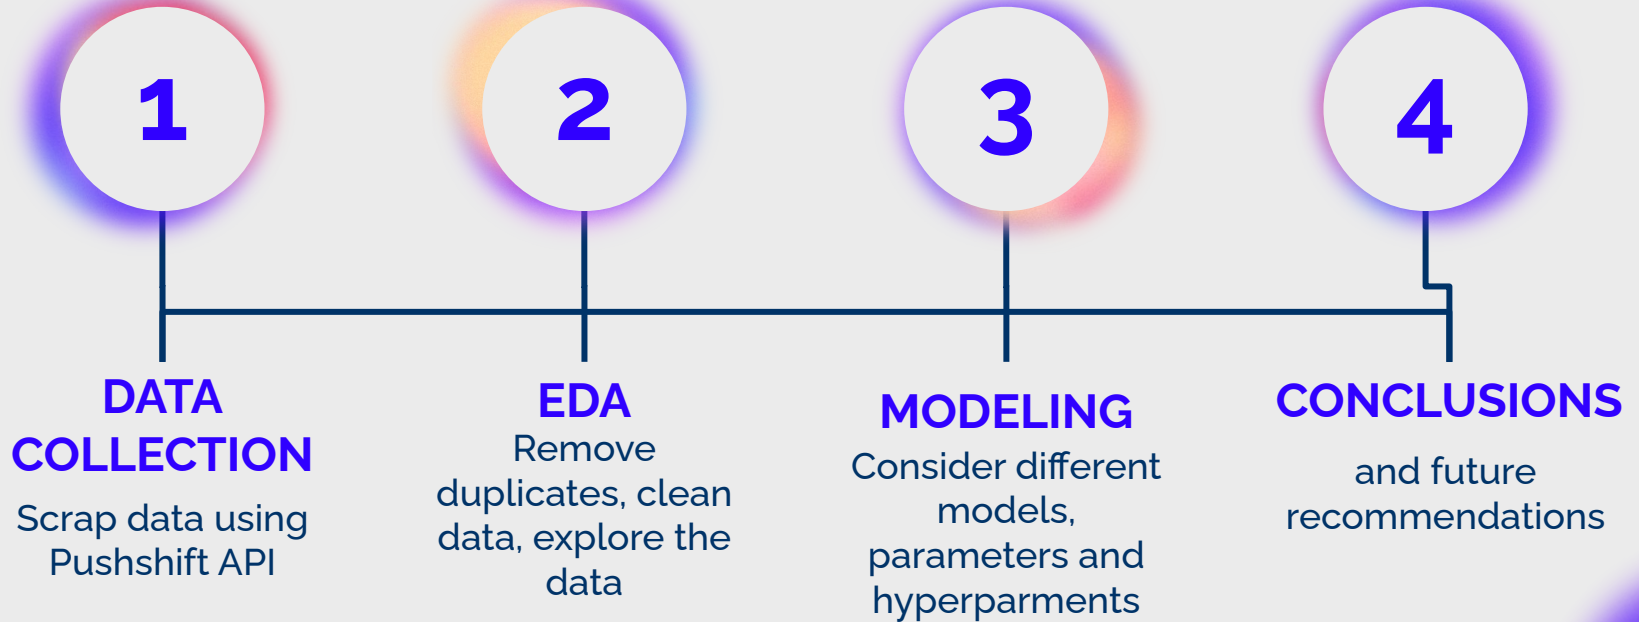 1
DATA
COLLECTION
Scrap data using
Pushshift API
2
EDA
Remove
duplicates, clean
data, explore the
data
3
MODELING
Consider different
models,
parameters and
hyperparments
4
CONCLUSIONS
and future
recommendations